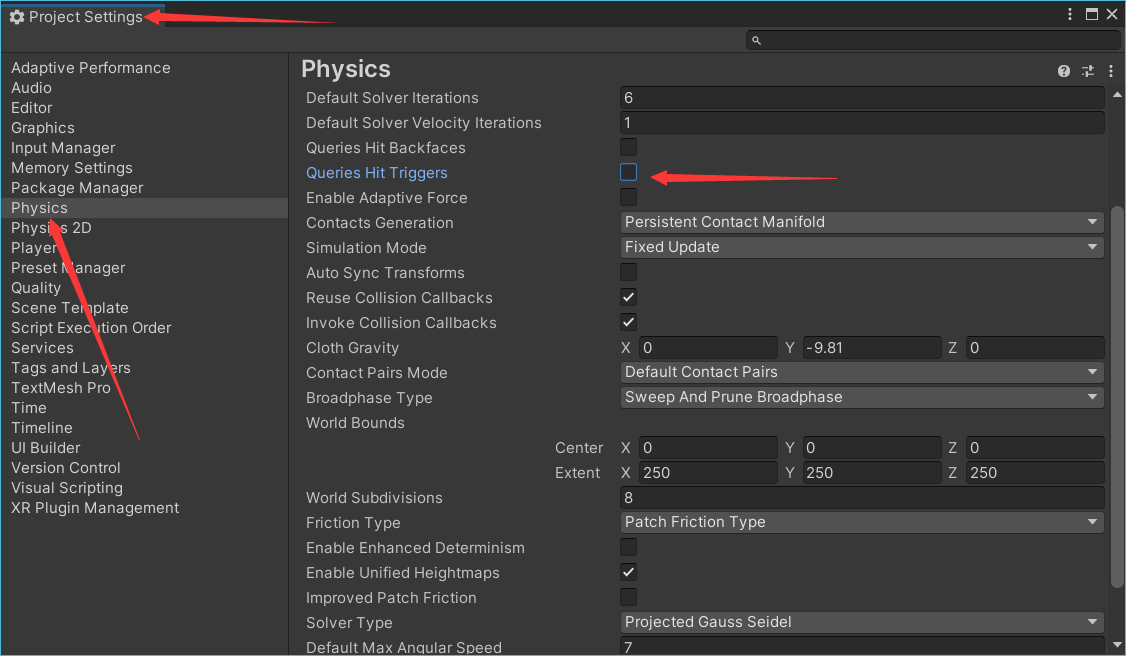 Project Settings
Adaptive Performance
Audio
Editor
Graphics
Input Manager
Memory Settings
Package Manager
Physics
Physics 2D
Player
Preset Manager
Quality
Scene Template
Script Execution Order
Services
Tags and Layers
TextMesh Pro
Time
Timeline
UI Builder
Version Control
Visual Scripting
XR Plugin Management
Physics
Default Solver Iterations 6
Default Solver Velocity Iterations 1
Queries Hit Backfaces
Queries Hit Triggers
Enable Adaptive Force
Contacts Generation Persistent Contact Manifold
Simulation Mode Fixed Update
Auto Sync Transforms
Reuse Collision Callbacks
Invoke Collision Callbacks
Cloth Gravity X 0 Y -9.81 Z 0
Contact Pairs Mode Default Contact Pairs
Broadphase Type Sweep And Prune Broadphase
World Bounds
Center X 0 Y 0 Z 0
Extent X 250 Y 250 Z 250
World Subdivisions 8
Friction Type Patch Friction Type
Enable Enhanced Determinism
Enable Unified Heightmaps
Improved Patch Friction
Solver Type Projected Gauss Seidel
Default Max Angular Speed 7